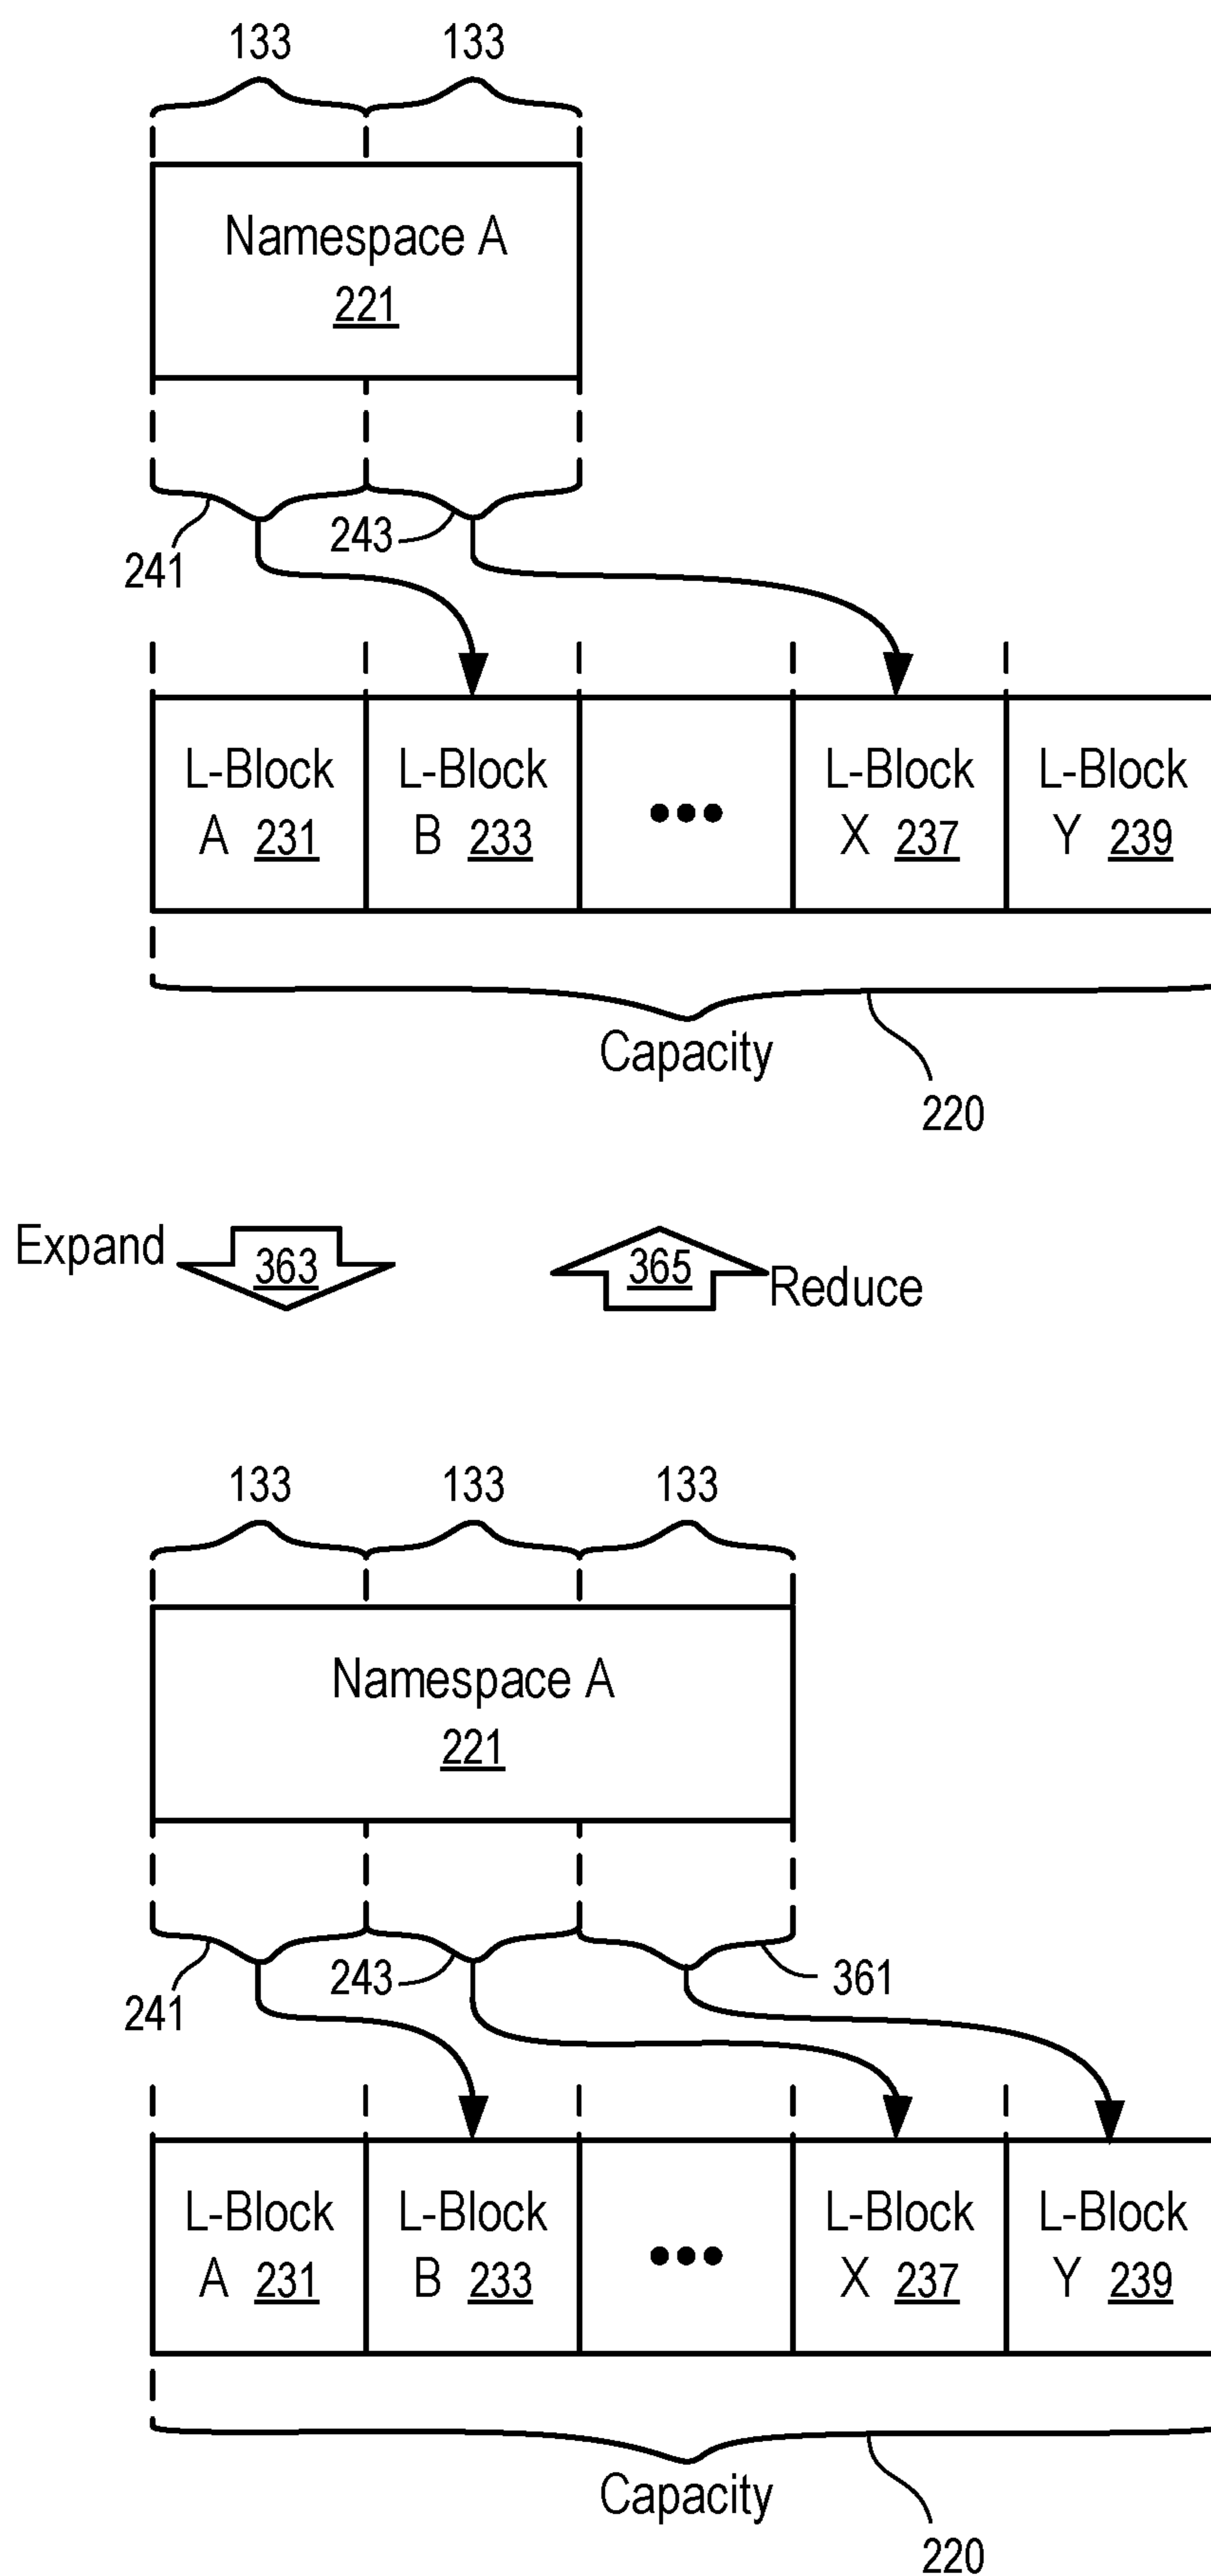 133 133
Namespace A
221
241 243
L-Block L-Block L-Block L-Block
A 231 B 233 ••• X 237 Y 239
Capacity
220
Expand 363 365 Reduce
133 133 133
Namespace A
221
241 243 361
L-Block L-Block L-Block L-Block
A 231 B 233 ••• X 237 Y 239
Capacity
220